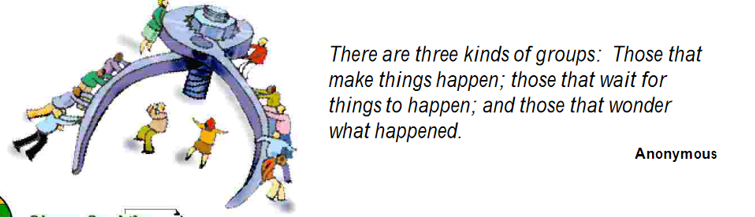 There are three kinds of groups: Those that
make things happen; those that wait for
things to happen; and those that wonder
what happened.
Anonymous